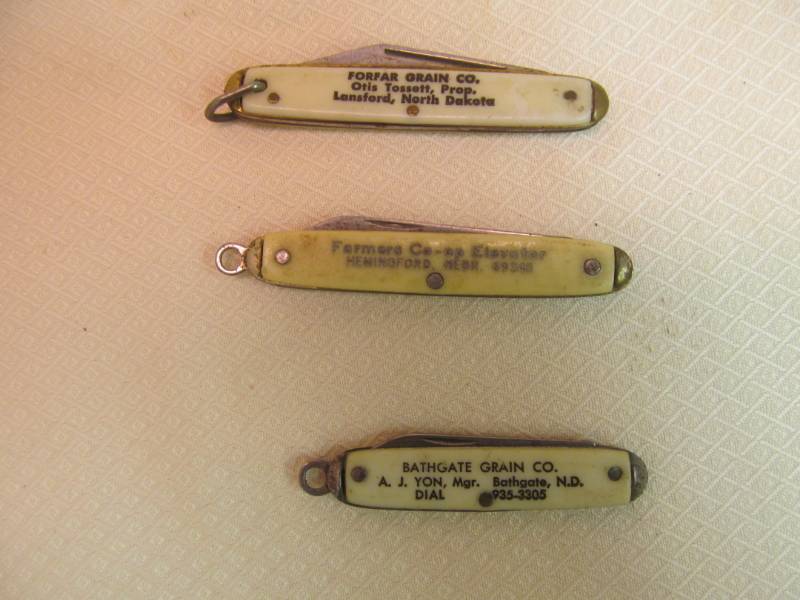 FORFAR GRAIN CO.
Otis Tossett, Prop.
Lansford, North Dakota
Farmers Co-op Elevator
HEMINGFORD, NEBR. 69348
BATHGATE GRAIN CO.
A. J. YON, Mgr. Bathgate, N.D.
DIAL 935-3305